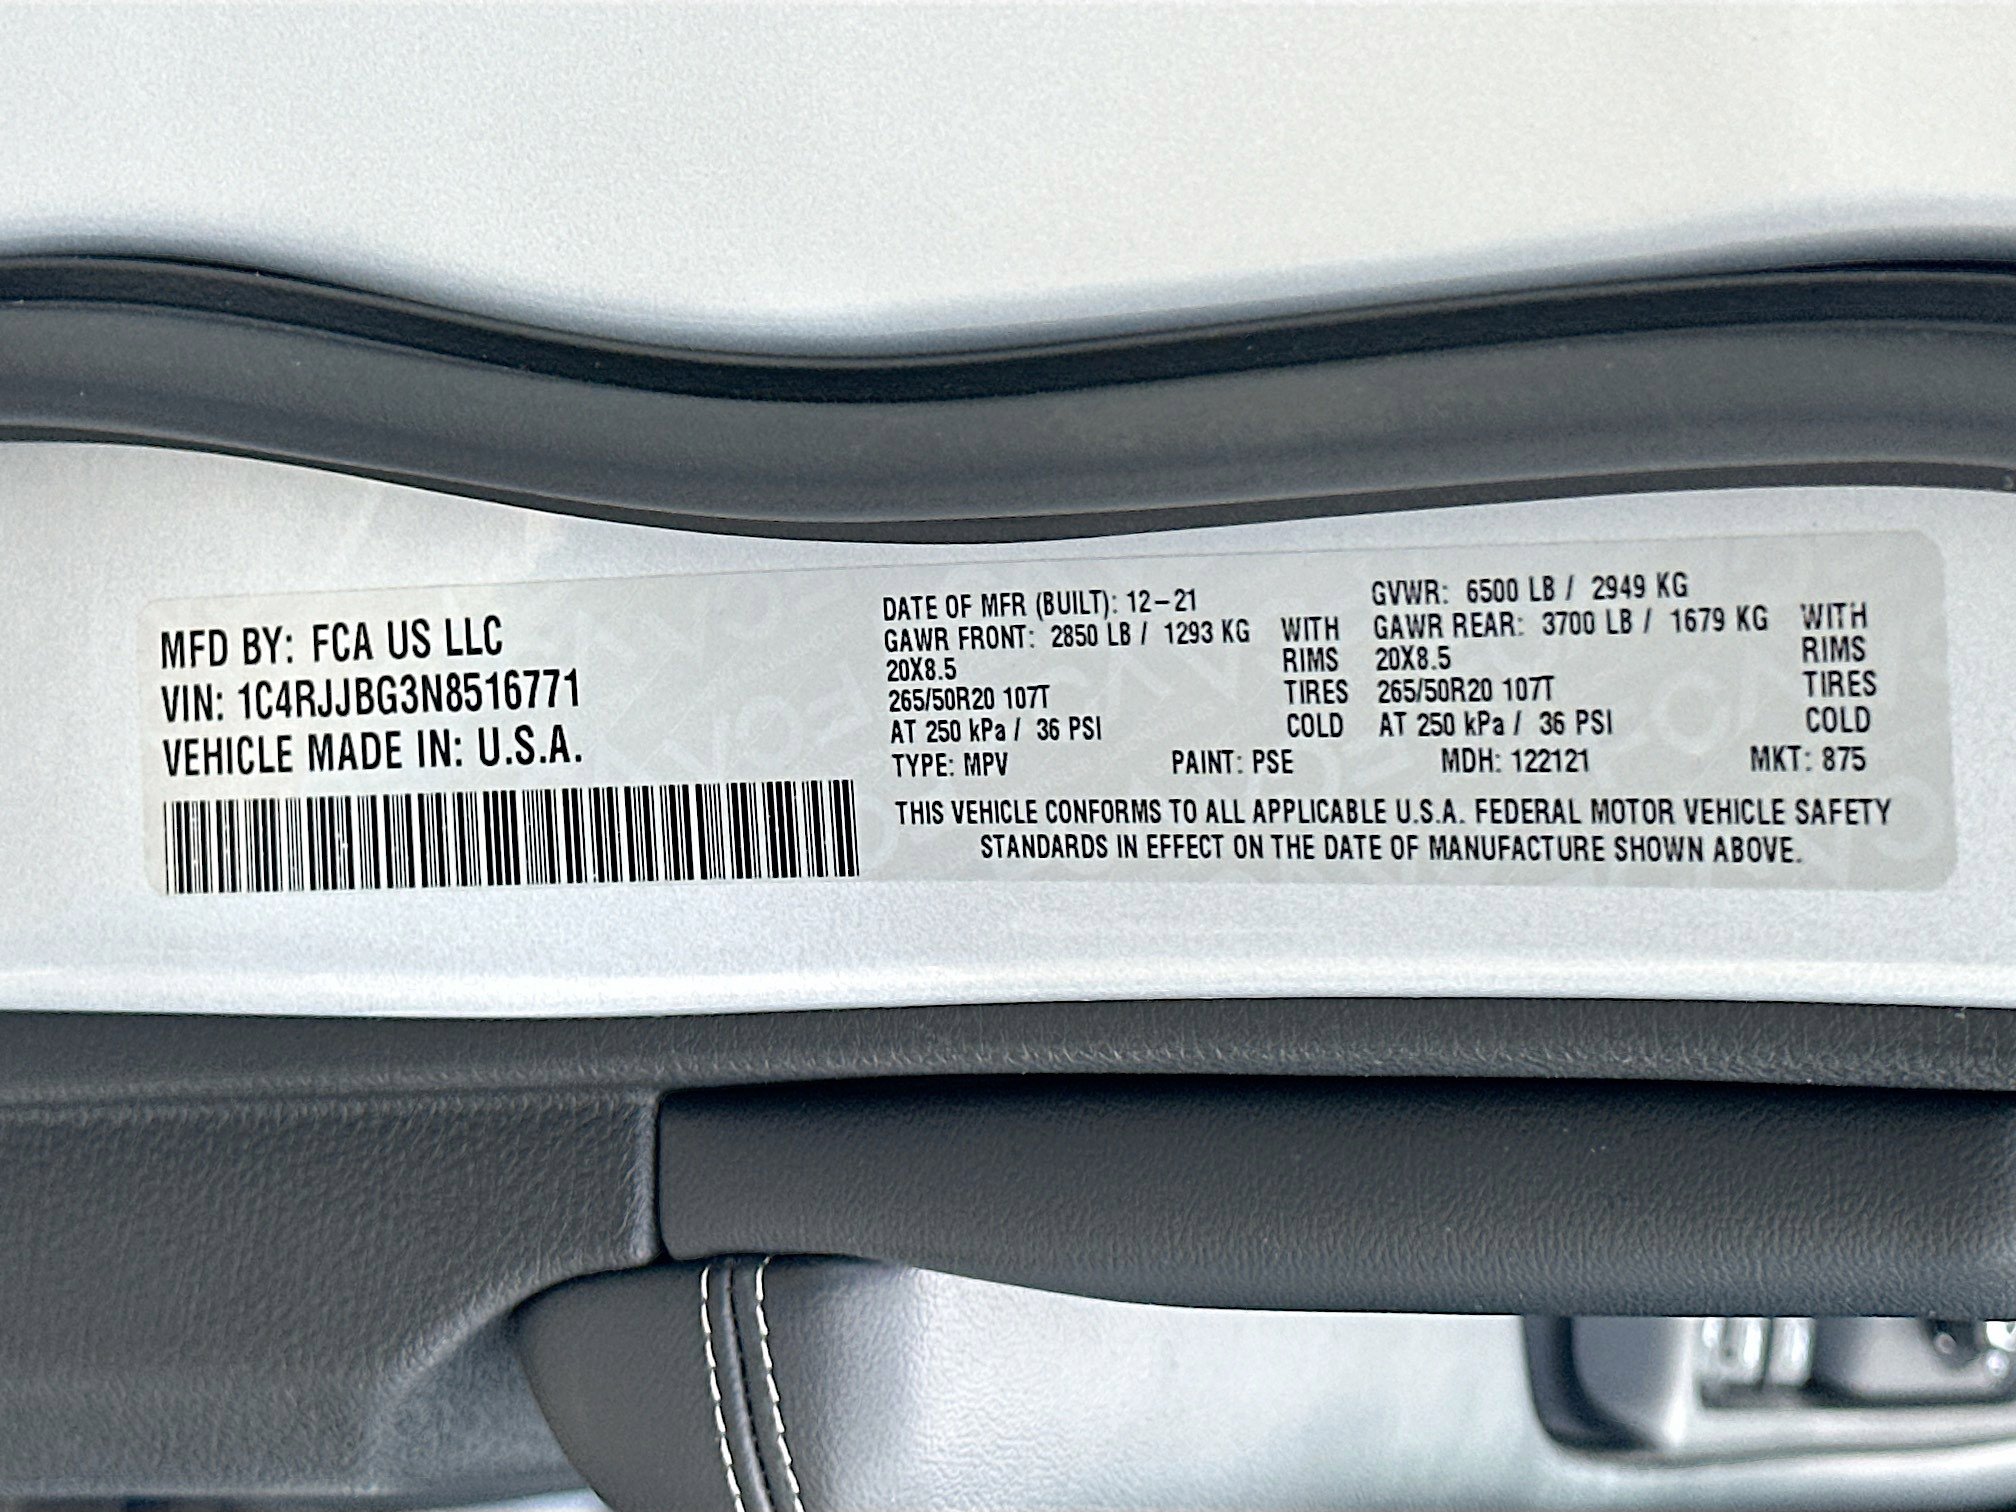 MFD BY: FCA US LLC
VIN: 1C4RJJBG3N8516771
VEHICLE MADE IN: U.S.A.
DATE OF MFR (BUILT): 12-21 GVWR: 6500 LB / 2949 KG
GAWR FRONT: 2850 LB / 1293 KG WITH GAWR REAR: 3700 LB / 1679 KG WITH
20X8.5 RIMS 20X8.5 RIMS
265/50R20 107T TIRES 265/50R20 107T TIRES
AT 250 kPa / 36 PSI COLD AT 250 kPa / 36 PSI COLD
TYPE: MPV PAINT: PSE MDH: 122121 MKT: 875
THIS VEHICLE CONFORMS TO ALL APPLICABLE U.S.A. FEDERAL MOTOR VEHICLE SAFETY
STANDARDS IN EFFECT ON THE DATE OF MANUFACTURE SHOWN ABOVE.